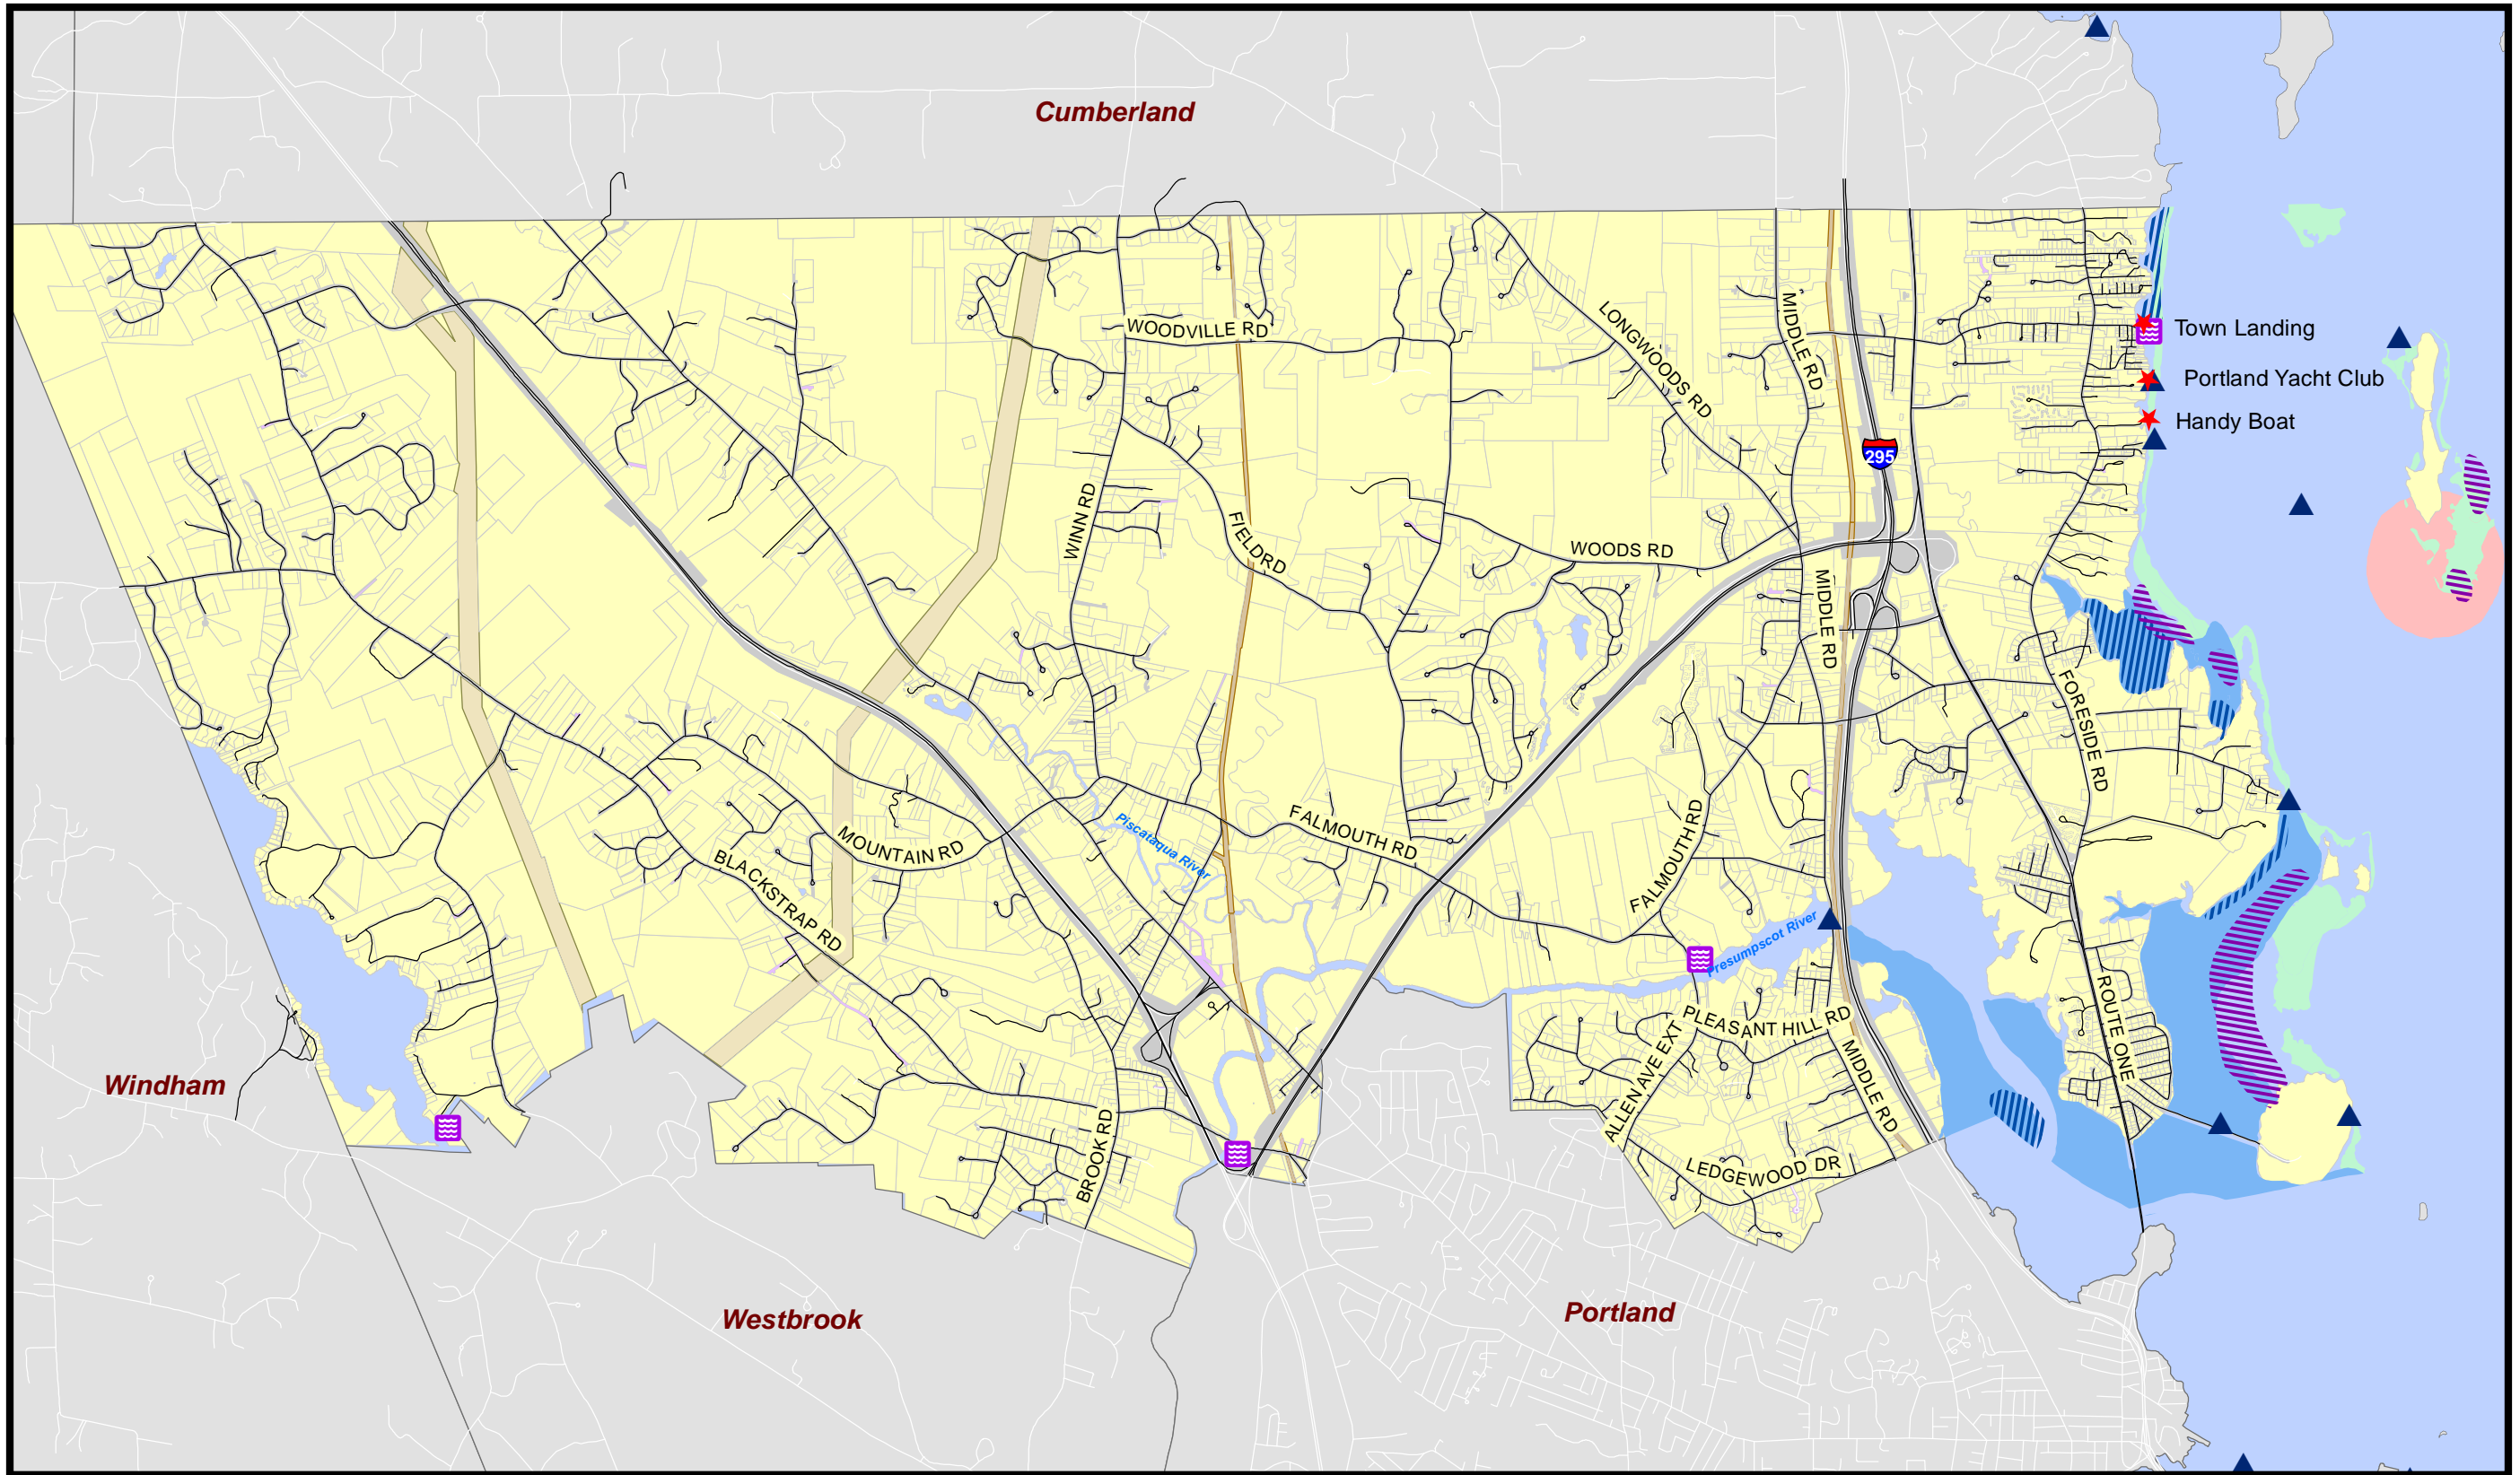 Cumberland
Town Landing
WOODVILLE RD
LONGWOODS RD
MIDDLE RD
Portland Yacht Club
Handy Boat
295
WINN RD
FIELDRD
WOODS RD
MIDDLE RD
FORESIDE RD
Piscataqua River
FALMOUTH RD
MOUNTAIN RD
BLACKSTRAP RD
FALMOUTH RD
Presumpscot River
ROUTE ONE
PLEASANT HILL RD
ALLEN AVE EXT
MIDDLE RD
Windham
BROOK RD
LEDGEWOOD DR
Westbrook
Portland